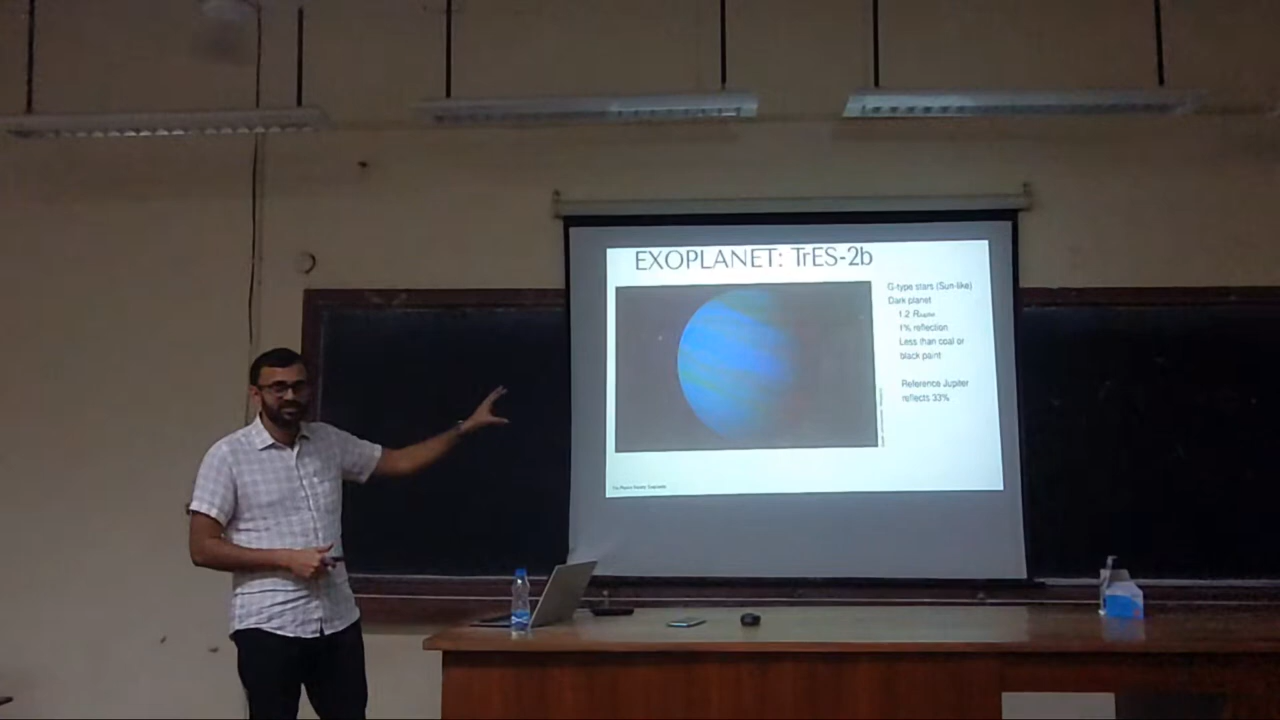 EXOPLANET: TrES-2b
G-type stars (Sun-like)
Dark planet
1.2 RJupiter
1% reflection
Less than coal or
black paint
Reference Jupiter
reflects 33%